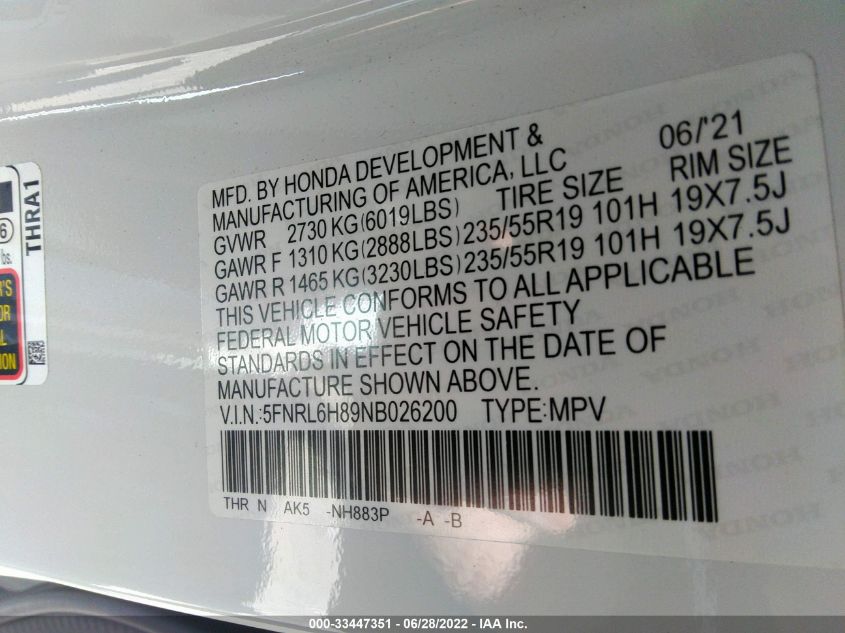 MFD. BY HONDA DEVELOPMENT & 06/'21
MANUFACTURING OF AMERICA, LLC
GVWR 2730 KG(6019LBS) TIRE SIZE RIM SIZE
GAWR F 1310 KG(2888LBS) 235/55R19 101H 19X7.5J
GAWR R 1465 KG(3230LBS) 235/55R19 101H 19X7.5J
THIS VEHICLE CONFORMS TO ALL APPLICABLE
FEDERAL MOTOR VEHICLE SAFETY
STANDARDS IN EFFECT ON THE DATE OF
MANUFACTURE SHOWN ABOVE.
V.I.N.:5FNRL6H89NB026200 TYPE:MPV
THR N AK5 -NH883P -A -B
THRA1
6
lbs.
000-33447351 - 06/28/2022 - IAA Inc.